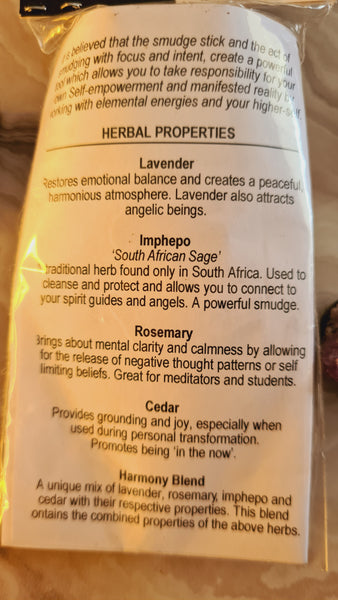 is believed that the smudge stick and the act of
smudging with focus and intent, create a powerful
tool which allows you to take responsibility for your
own Self-empowerment and manifested reality by
working with elemental energies and your higher-self.
HERBAL PROPERTIES
Lavender
Restores emotional balance and creates a peaceful,
harmonious atmosphere. Lavender also attracts
angelic beings.
Imphepo
'South African Sage'
traditional herb found only in South Africa. Used to
cleanse and protect and allows you to connect to
your spirit guides and angels. A powerful smudge.
Rosemary
Brings about mental clarity and calmness by allowing
for the release of negative thought patterns or self
limiting beliefs. Great for meditators and students.
Cedar
Provides grounding and joy, especially when
used during personal transformation.
Promotes being 'in the now'.
Harmony Blend
A unique mix of lavender, rosemary, imphepo and
cedar with their respective properties. This blend
ontains the combined properties of the above herbs.